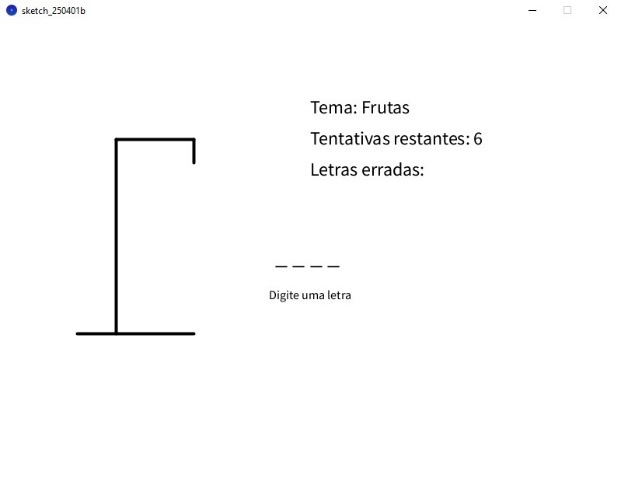 sketch_250401b
Tema: Frutas
Tentativas restantes: 6
Letras erradas:
_ _ _ _
Digite uma letra